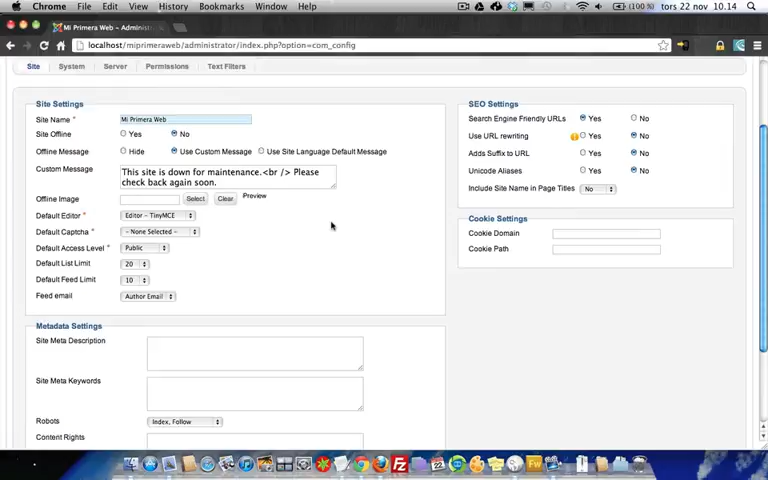 Chrome File Edit View History Bookmarks Window Help (100%) tors 22 nov 10.14
Mi Primera Web
localhost/miprimeraweb/administrator/index.php?option=com_config
Site System Server Permissions Text Filters
Site Settings
Site Name * Mi Primera Web
Site Offline Yes No
Offline Message Hide Use Custom Message Use Site Language Default Message
Custom Message This site is down for maintenance.<br /> Please
check back again soon.
Offline Image Select Clear Preview
Default Editor * Editor - TinyMCE
Default Captcha * - None Selected -
Default Access Level * Public
Default List Limit 20
Default Feed Limit 10
Feed email Author Email
Metadata Settings
Site Meta Description
Site Meta Keywords
Robots Index, Follow
Content Rights
SEO Settings
Search Engine Friendly URLs Yes No
Use URL rewriting Yes No
Adds Suffix to URL Yes No
Unicode Aliases Yes No
Include Site Name in Page Titles No
Cookie Settings
Cookie Domain
Cookie Path